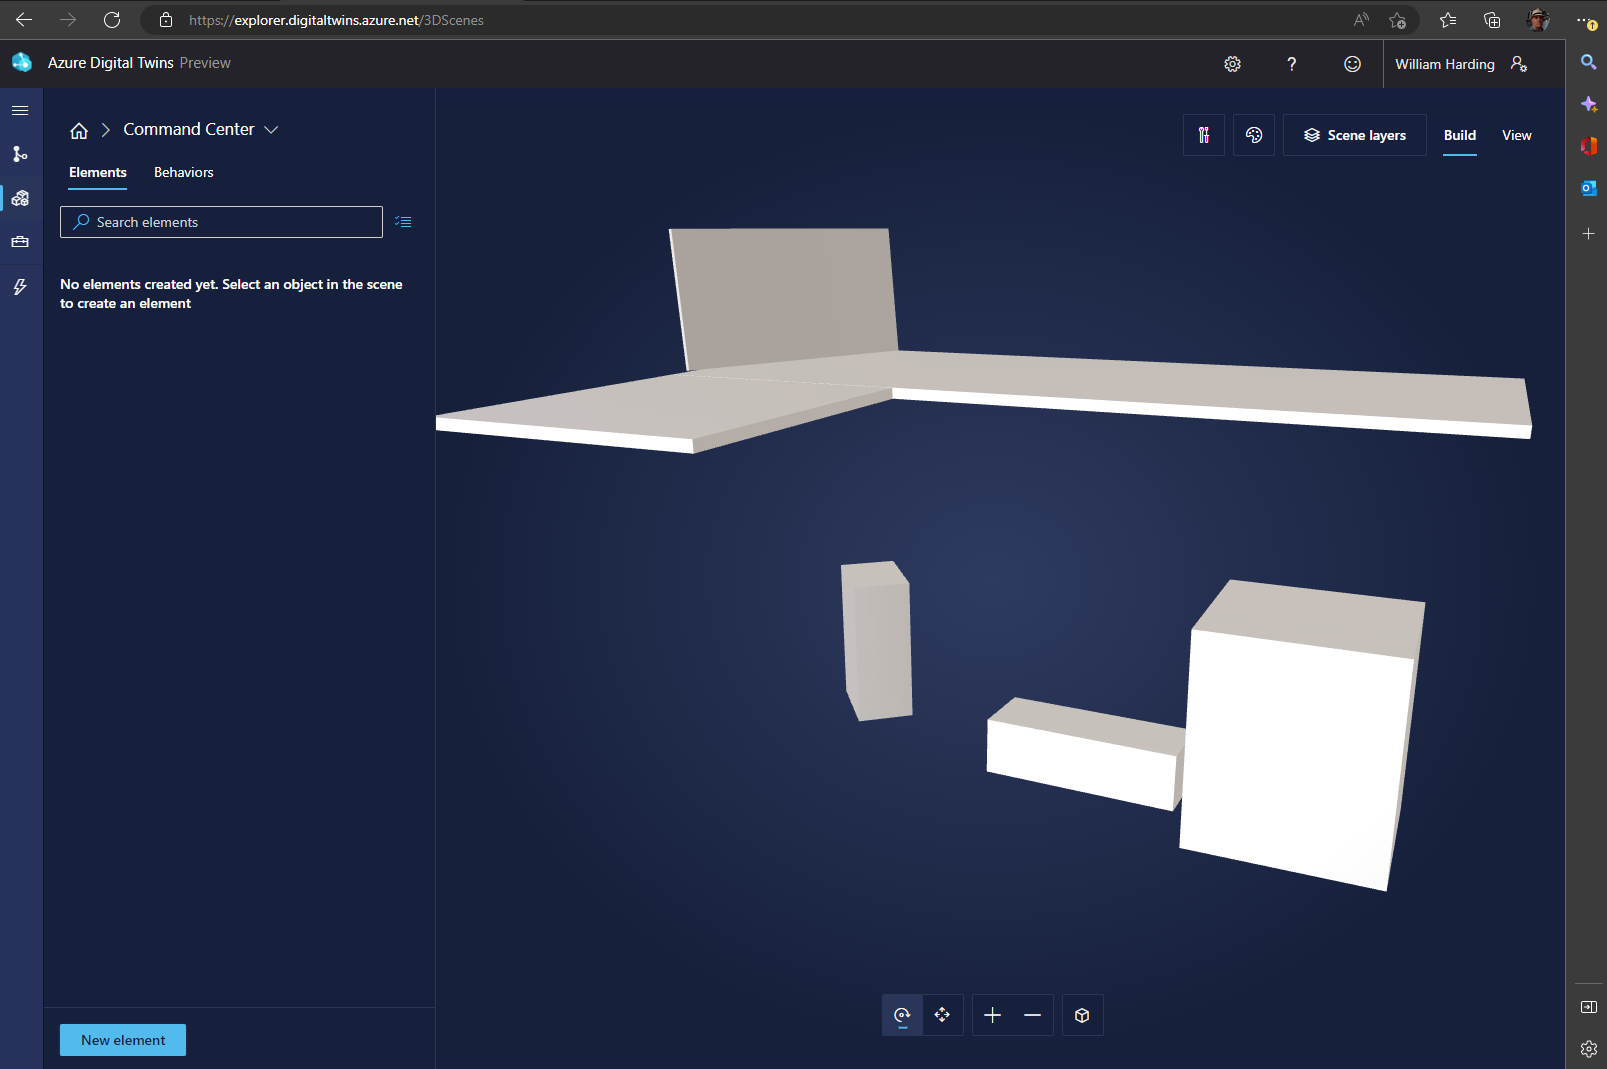 https://explorer.digitaltwins.azure.net/3DScenes
Azure Digital Twins Preview
? William Harding
Command Center
Scene layers Build View
Elements Behaviors
Search elements
No elements created yet. Select an object in the scene
to create an element
New element